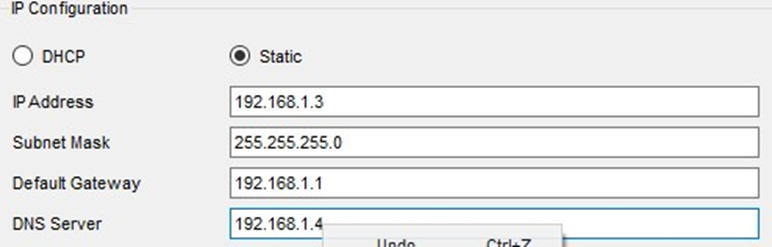 IP Configuration
DHCP Static
IP Address 192.168.1.3
Subnet Mask 255.255.255.0
Default Gateway 192.168.1.1
DNS Server 192.168.1.4
Undo Ctrl+Z